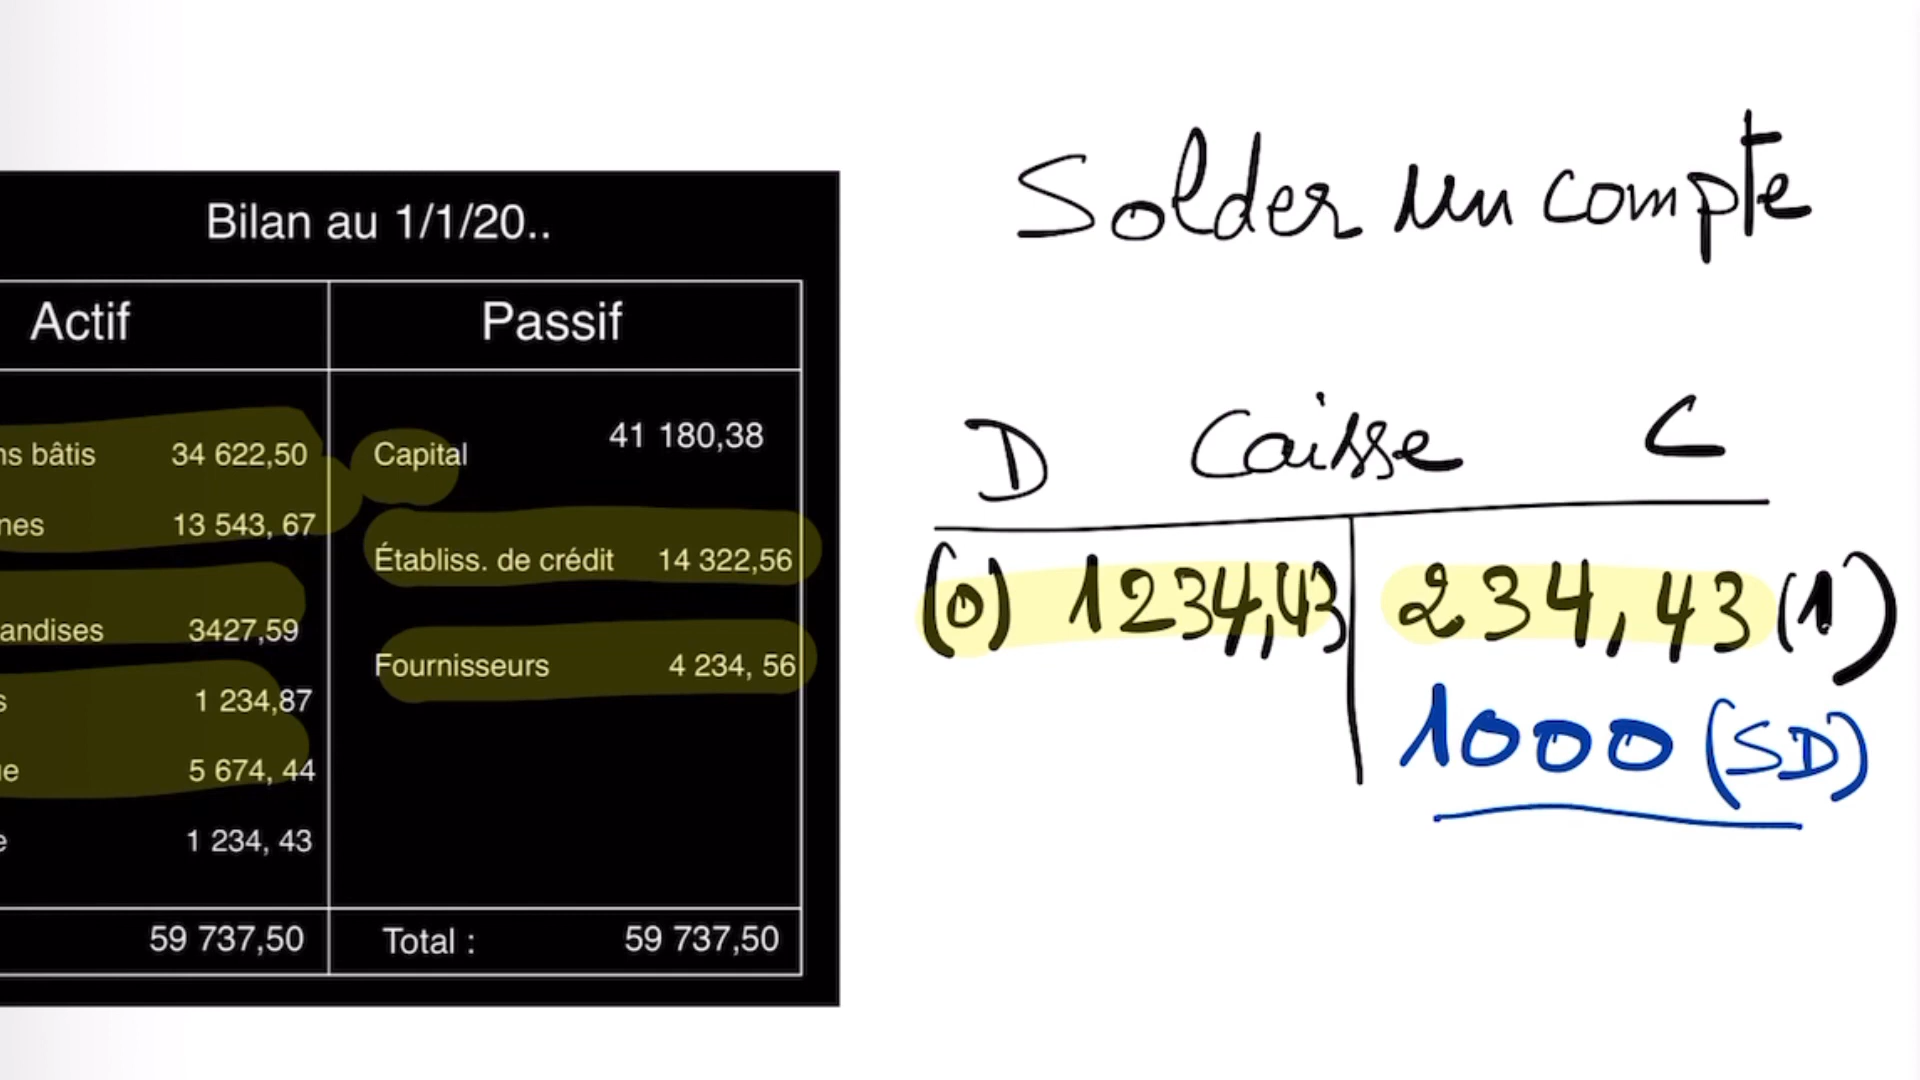 Bilan au 1/1/20..
Actif Passif
ns bâtis 34 622,50
nes 13 543, 67
andises 3427,59
s 1 234,87
ue 5 674, 44
e 1 234, 43
59 737,50
Capital 41 180,38
Établiss. de crédit 14 322,56
Fournisseurs 4 234, 56
Total : 59 737,50
Solder un compte
D Caisse C
(0) 1234,43 234,43 (1)
1000 (SD)